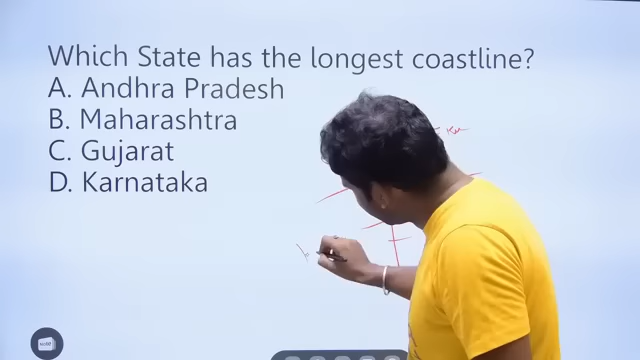 Which State has the longest coastline?
A. Andhra Pradesh
B. Maharashtra
C. Gujarat
D. Karnataka